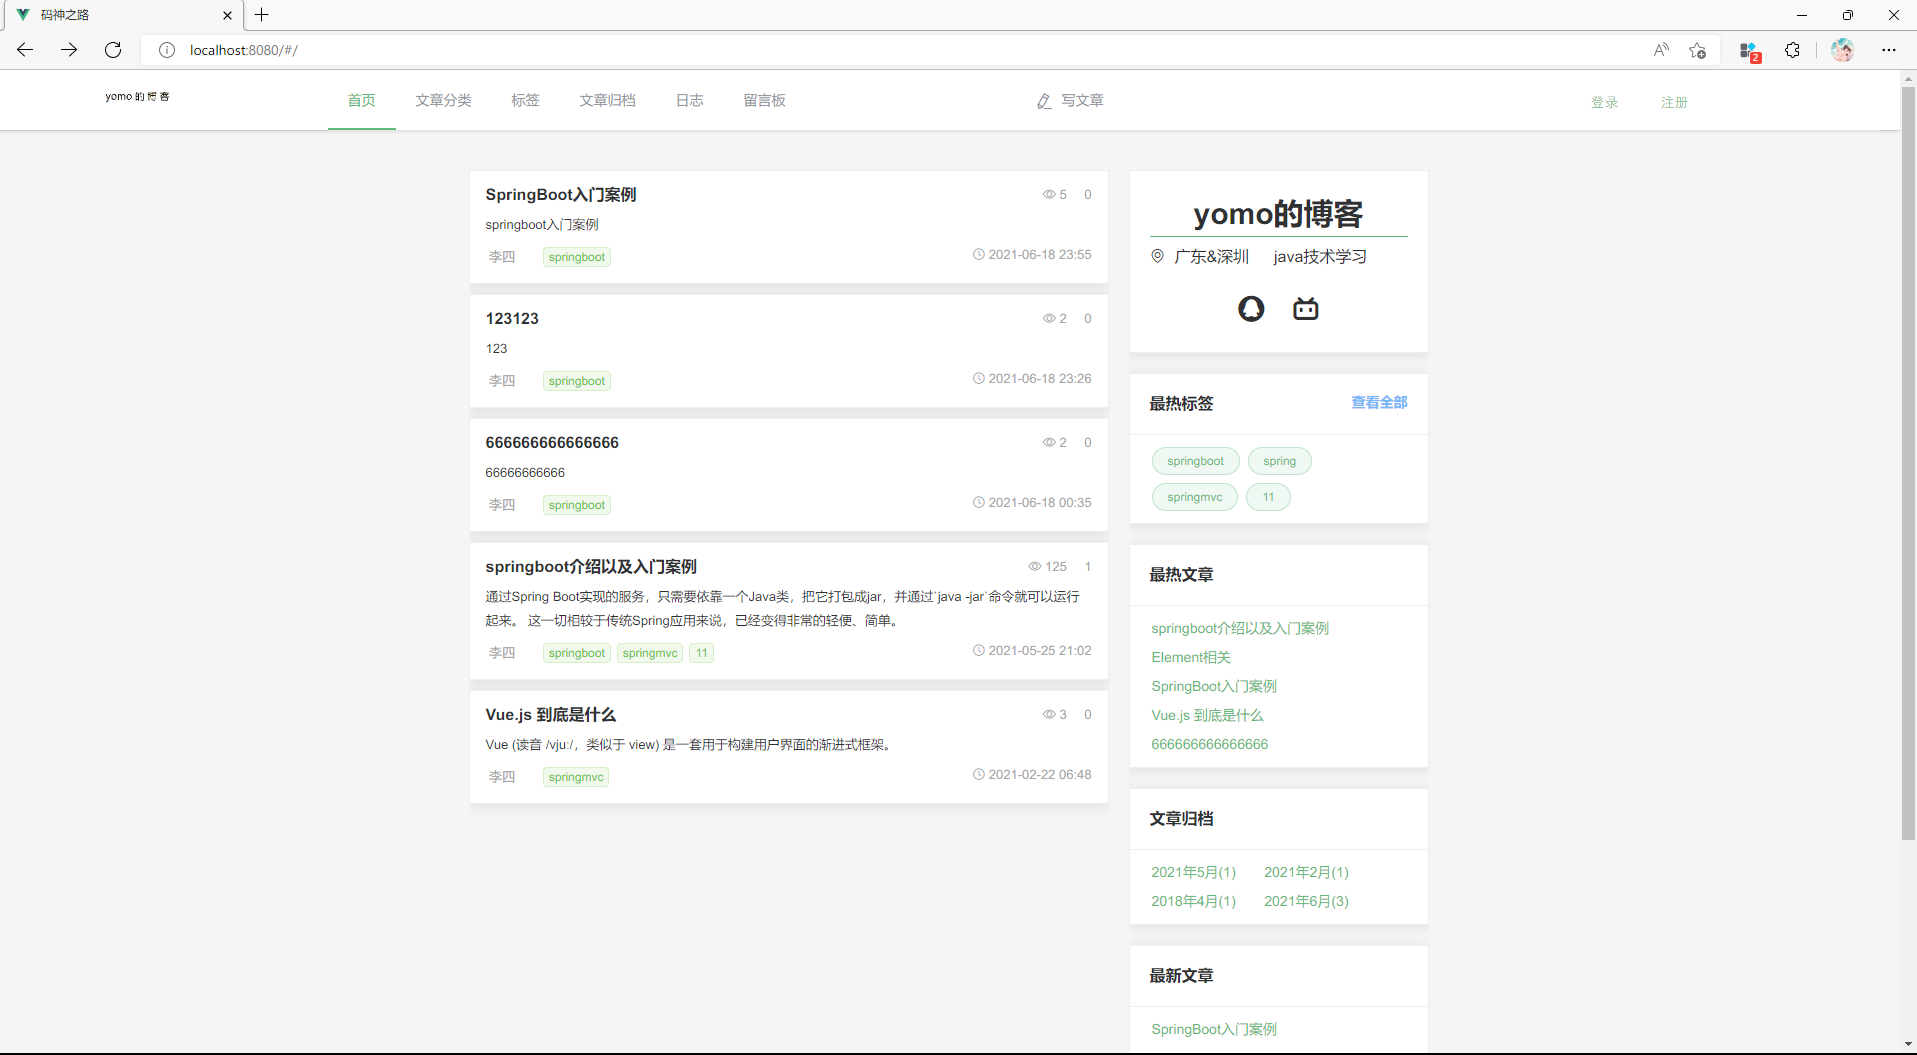 码神之路
localhost:8080/#/
2
yomo 的 博 客
首页 文章分类 标签 文章归档 日志 留言板 写文章 登录 注册
SpringBoot入门案例 5 0
springboot入门案例
李四 springboot 2021-06-18 23:55
123123 2 0
123
李四 springboot 2021-06-18 23:26
666666666666666 2 0
66666666666
李四 springboot 2021-06-18 00:35
springboot介绍以及入门案例 125 1
通过Spring Boot实现的服务，只需要依靠一个Java类，把它打包成jar，并通过`java -jar`命令就可以运行
起来。 这一切相较于传统Spring应用来说，已经变得非常的轻便、简单。
李四 springboot springmvc 11 2021-05-25 21:02
Vue.js 到底是什么 3 0
Vue (读音 /vjuː/，类似于 view) 是一套用于构建用户界面的渐进式框架。
李四 springmvc 2021-02-22 06:48
yomo的博客
广东&深圳 java技术学习
最热标签 查看全部
springboot spring
springmvc 11
最热文章
springboot介绍以及入门案例
Element相关
SpringBoot入门案例
Vue.js 到底是什么
666666666666666
文章归档
2021年5月(1) 2021年2月(1)
2018年4月(1) 2021年6月(3)
最新文章
SpringBoot入门案例